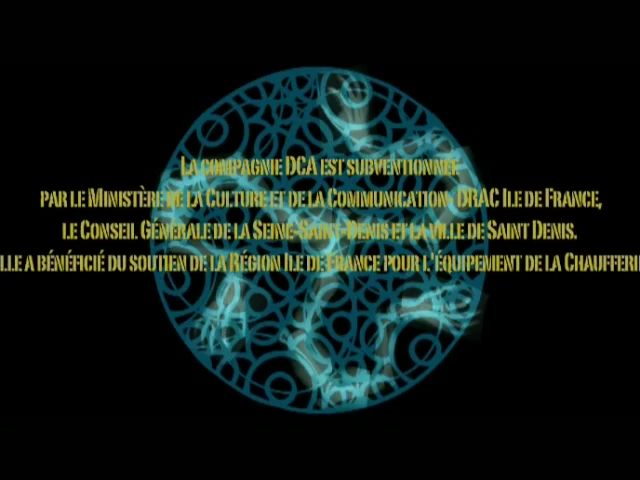 La compagnie DCA est subventionnée
par le Ministère de la Culture et de la Communication- DRAC Ile de France,
le Conseil Générale de la Seine-Saint-Denis et la ville de Saint Denis.
lle a bénéficié du soutien de la Région Ile de France pour l'équipement de la Chaufferi